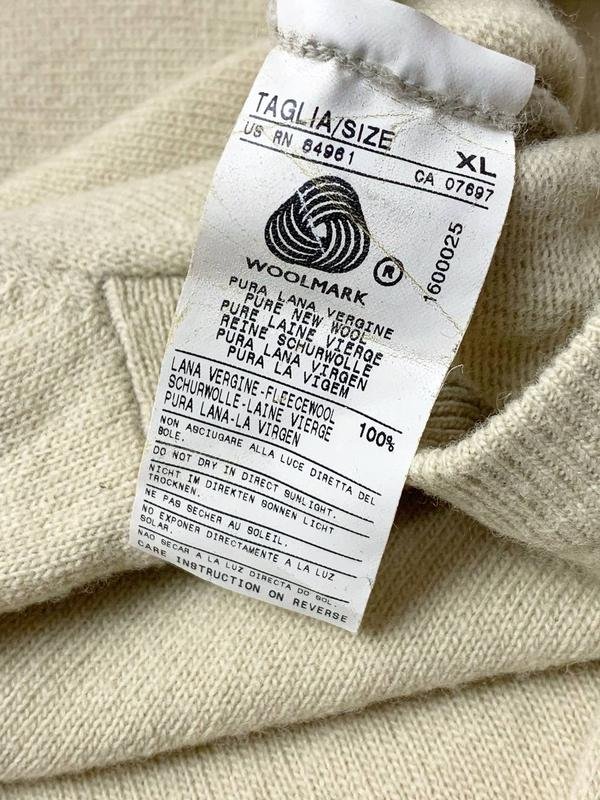 TAGLIA/SIZE
XL
US RN 84961 CA 07697
1600025
®
WOOLMARK
PURA LANA VERGINE
PURE NEW WOOL
PURE LAINE VIERGE
REINE SCHURWOLLE
PURA LANA VIRGEN
PURA LA VIGEM
LANA VERGINE-FLEECEWOOL
SCHURWOLLE-LAINE VIERGE
PURA LANA-LA VIRGEN
100%
NON ASCIUGARE ALLA LUCE DIRETTA DEL
SOLE.
DO NOT DRY IN DIRECT SUNLIGHT.
NICHT IM DIREKTEN SONNEN LICHT
TROCKNEN.
NE PAS SECHER AU SOLEIL.
NO EXPONER DIRECTAMENTE A LA LUZ
SOLAR.
NAO SECAR A LA LUZ DIRECTA DO SOL.
CARE INSTRUCTION ON REVERSE